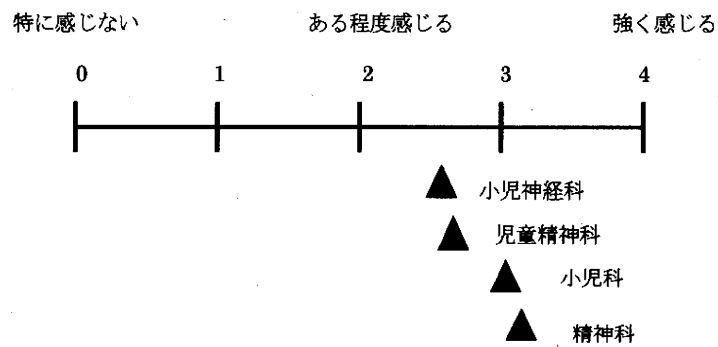 特に感じない ある程度感じる 強く感じる
0 1 2 3 4
小児神経科
児童精神科
小児科
精神科